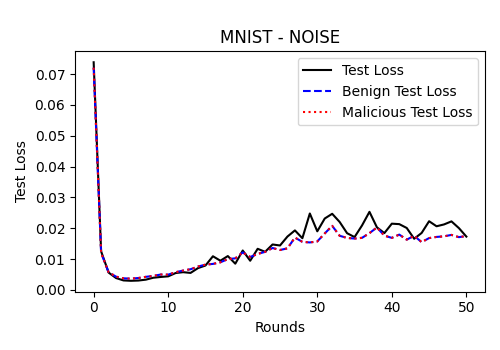 MNIST - NOISE
Test Loss
Benign Test Loss
Malicious Test Loss
Test Loss
0.07
0.06
0.05
0.04
0.03
0.02
0.01
0.00
0
10
20
30
40
50
Rounds